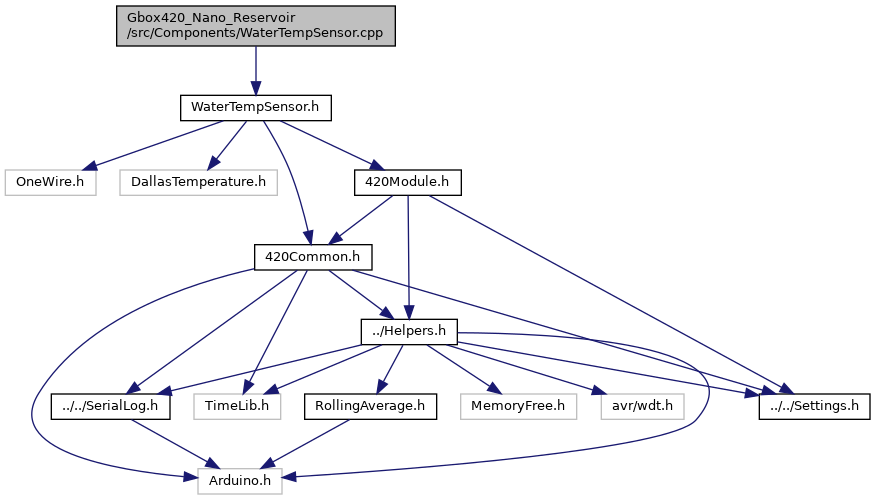 Gbox420_Nano_Reservoir
/src/Components/WaterTempSensor.cpp
WaterTempSensor.h
OneWire.h
DallasTemperature.h
420Module.h
420Common.h
../Helpers.h
../../SerialLog.h
TimeLib.h
RollingAverage.h
MemoryFree.h
avr/wdt.h
../../Settings.h
Arduino.h